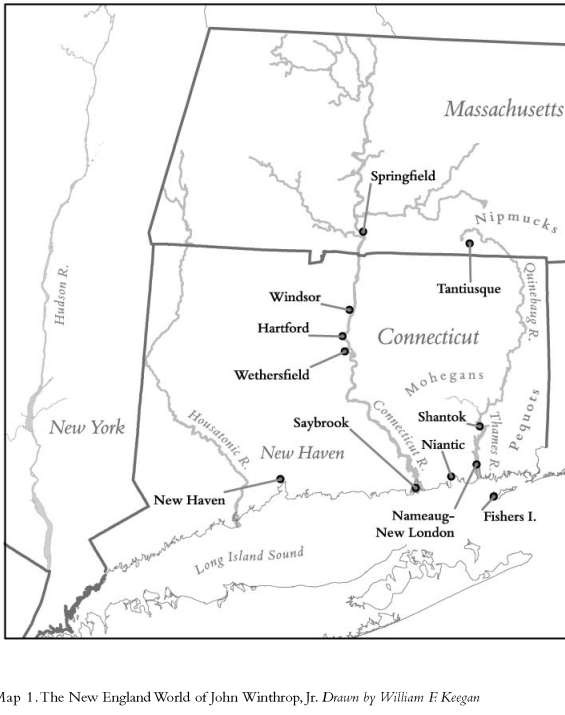 Massachusetts
Springfield
Nipmucks
Tantiusque
Quinebaug R.
Hudson R.
Windsor
Hartford
Connecticut
Wethersfield
Mohegans
Pequots
Connecticut R.
Shantok
Thames R.
Saybrook
Niantic
Housatonic R.
New York
New Haven
New Haven
Nameaug-
New London
Fishers I.
Long Island Sound
Map 1. The New England World of John Winthrop, Jr. Drawn by William F. Keegan